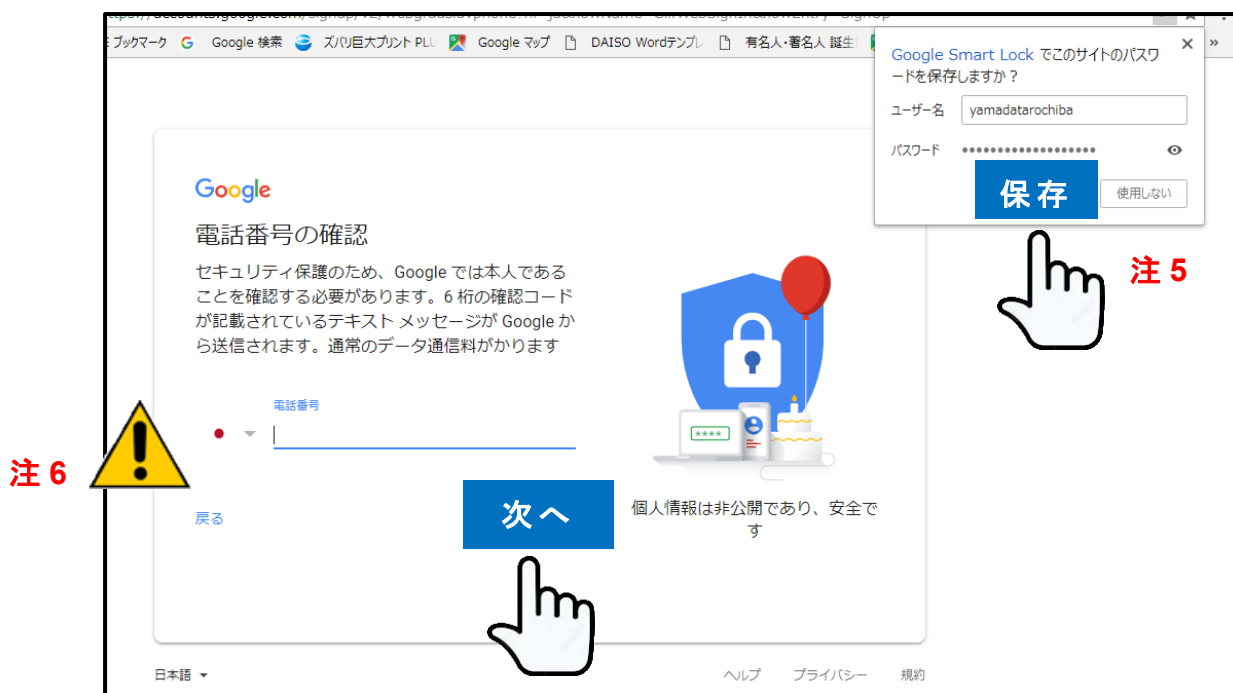 ブックマーク Google 検索 ズバリ巨大プリント PLU Google マップ DAISO Wordテンプレ 有名人・著名人 誕生 »
Google Smart Lock でこのサイトのパスワ
ードを保存しますか？
ユーザー名 yamadatarochiba
パスワード •••••••••••••••••••
保存 使用しない
注 5
Google
電話番号の確認
セキュリティ保護のため、Google では本人である
ことを確認する必要があります。6 桁の確認コード
が記載されているテキスト メッセージが Google か
ら送信されます。通常のデータ通信料がかります
電話番号
注 6
****
戻る
次へ
個人情報は非公開であり、安全で
す
日本語
ヘルプ プライバシー 規約